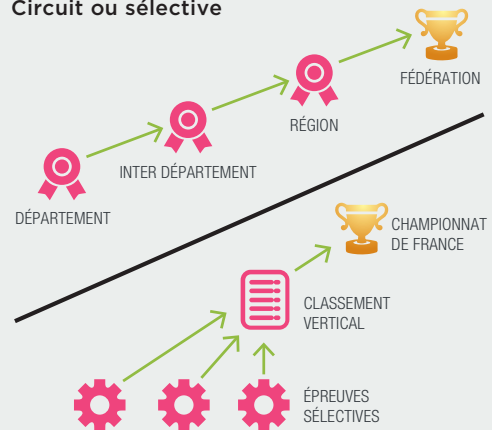 Circuit ou sélective
FÉDÉRATION
RÉGION
INTER DÉPARTEMENT
DÉPARTEMENT
CHAMPIONNAT
DE FRANCE
CLASSEMENT
VERTICAL
ÉPREUVES
SÉLECTIVES